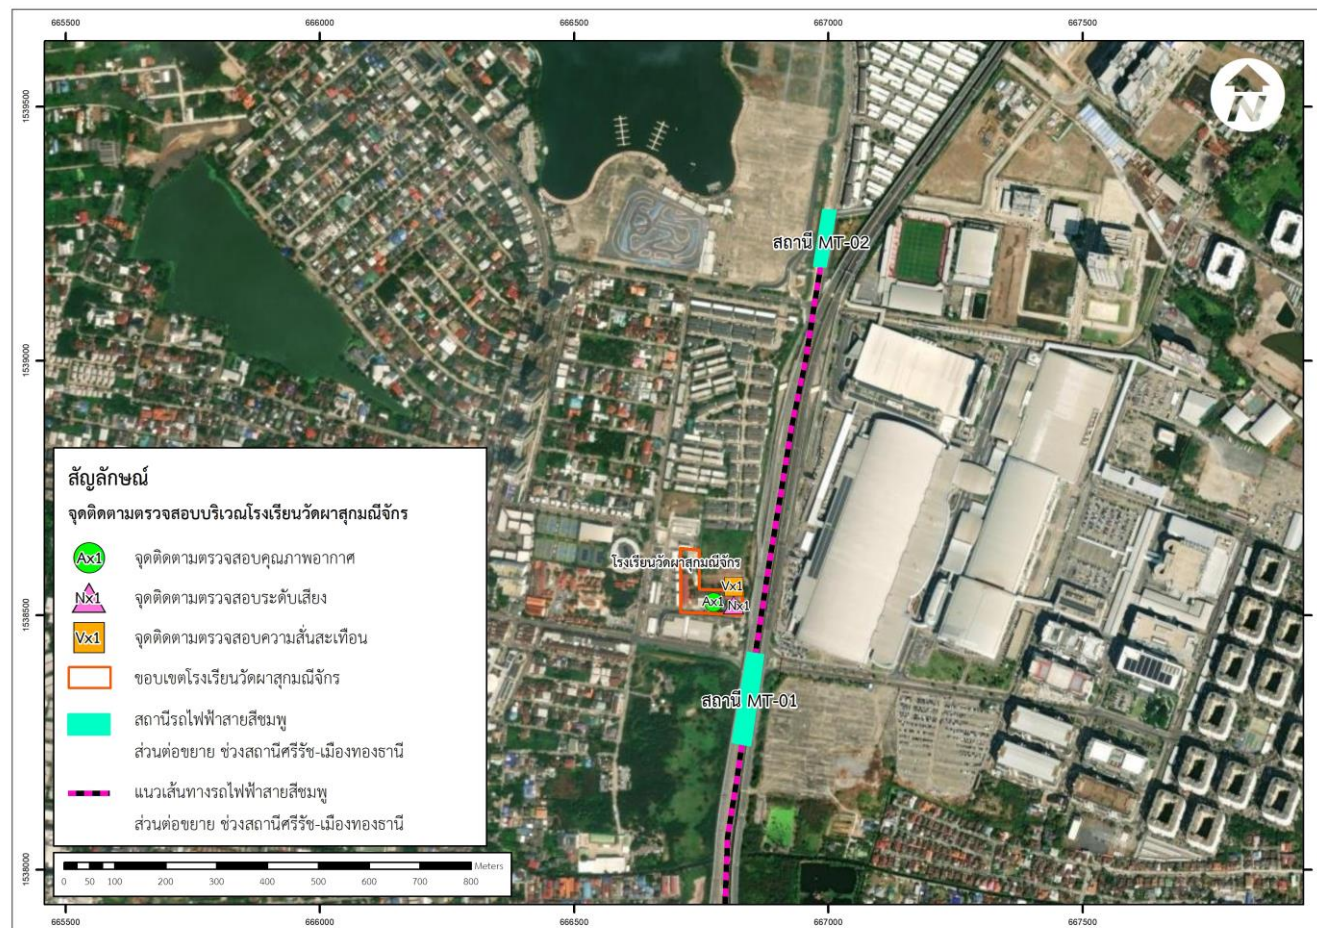 665500 666000 666500 667000 667500
N
1539500
1539000
1538500
1538000
สถานี MT-02
โรงเรียนวัดผาสุกมณีจักร
Vx1
Ax1 Nx1
สถานี MT-01
สัญลักษณ์
จุดติดตามตรวจสอบบริเวณโรงเรียนวัดผาสุกมณีจักร
Ax1 จุดติดตามตรวจสอบคุณภาพอากาศ
Nx1 จุดติดตามตรวจสอบระดับเสียง
Vx1 จุดติดตามตรวจสอบความสั่นสะเทือน
ขอบเขตโรงเรียนวัดผาสุกมณีจักร
สถานีรถไฟฟ้าสายสีชมพู
ส่วนต่อขยาย ช่วงสถานีศรีรัช-เมืองทองธานี
แนวเส้นทางรถไฟฟ้าสายสีชมพู
ส่วนต่อขยาย ช่วงสถานีศรีรัช-เมืองทองธานี
Meters
0 50 100 200 300 400 500 600 700 800
665500 666000 666500 667000 667500